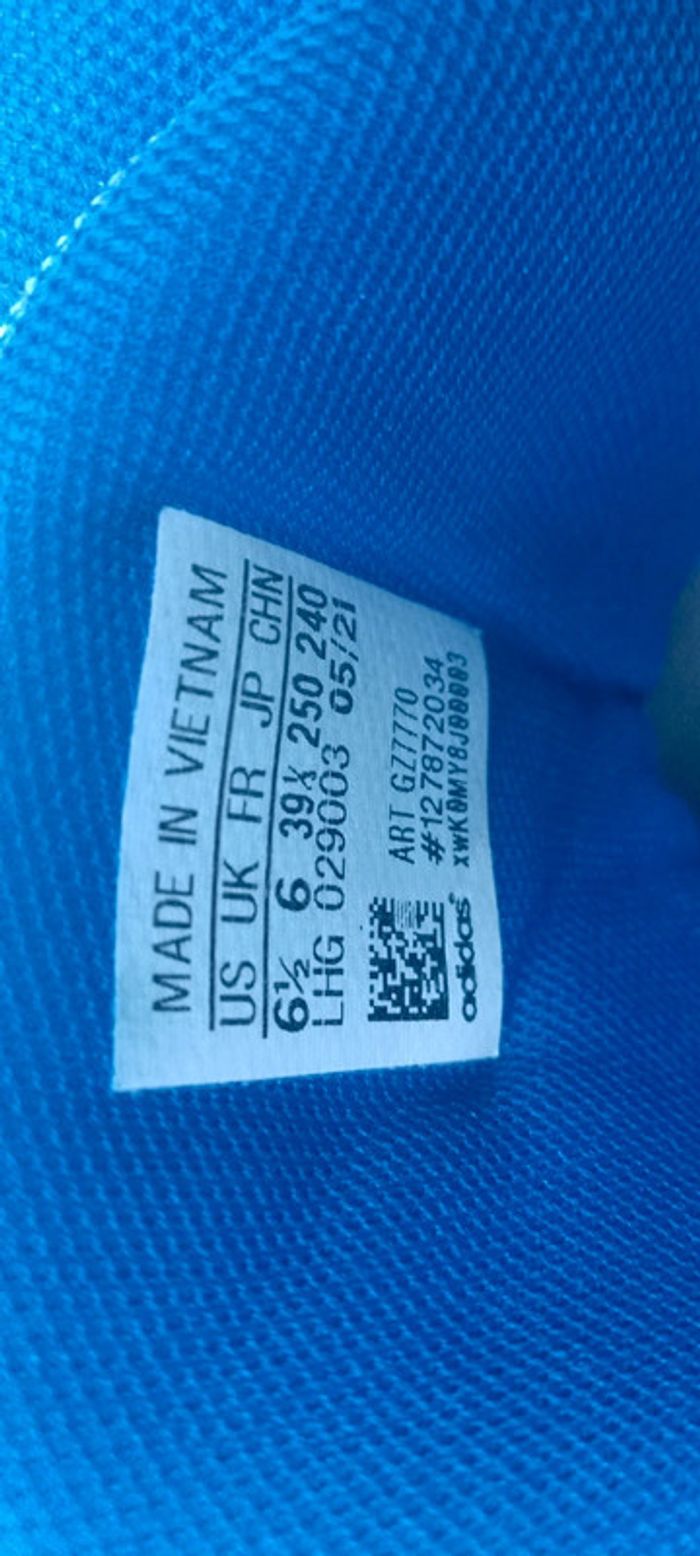 MADE IN VIETNAM
US UK FR JP CHN
6½ 6 39⅓ 250 240
LHG 029003 05/21
ART GZ7770
#127872034
xwK0MY8J00003
adidas